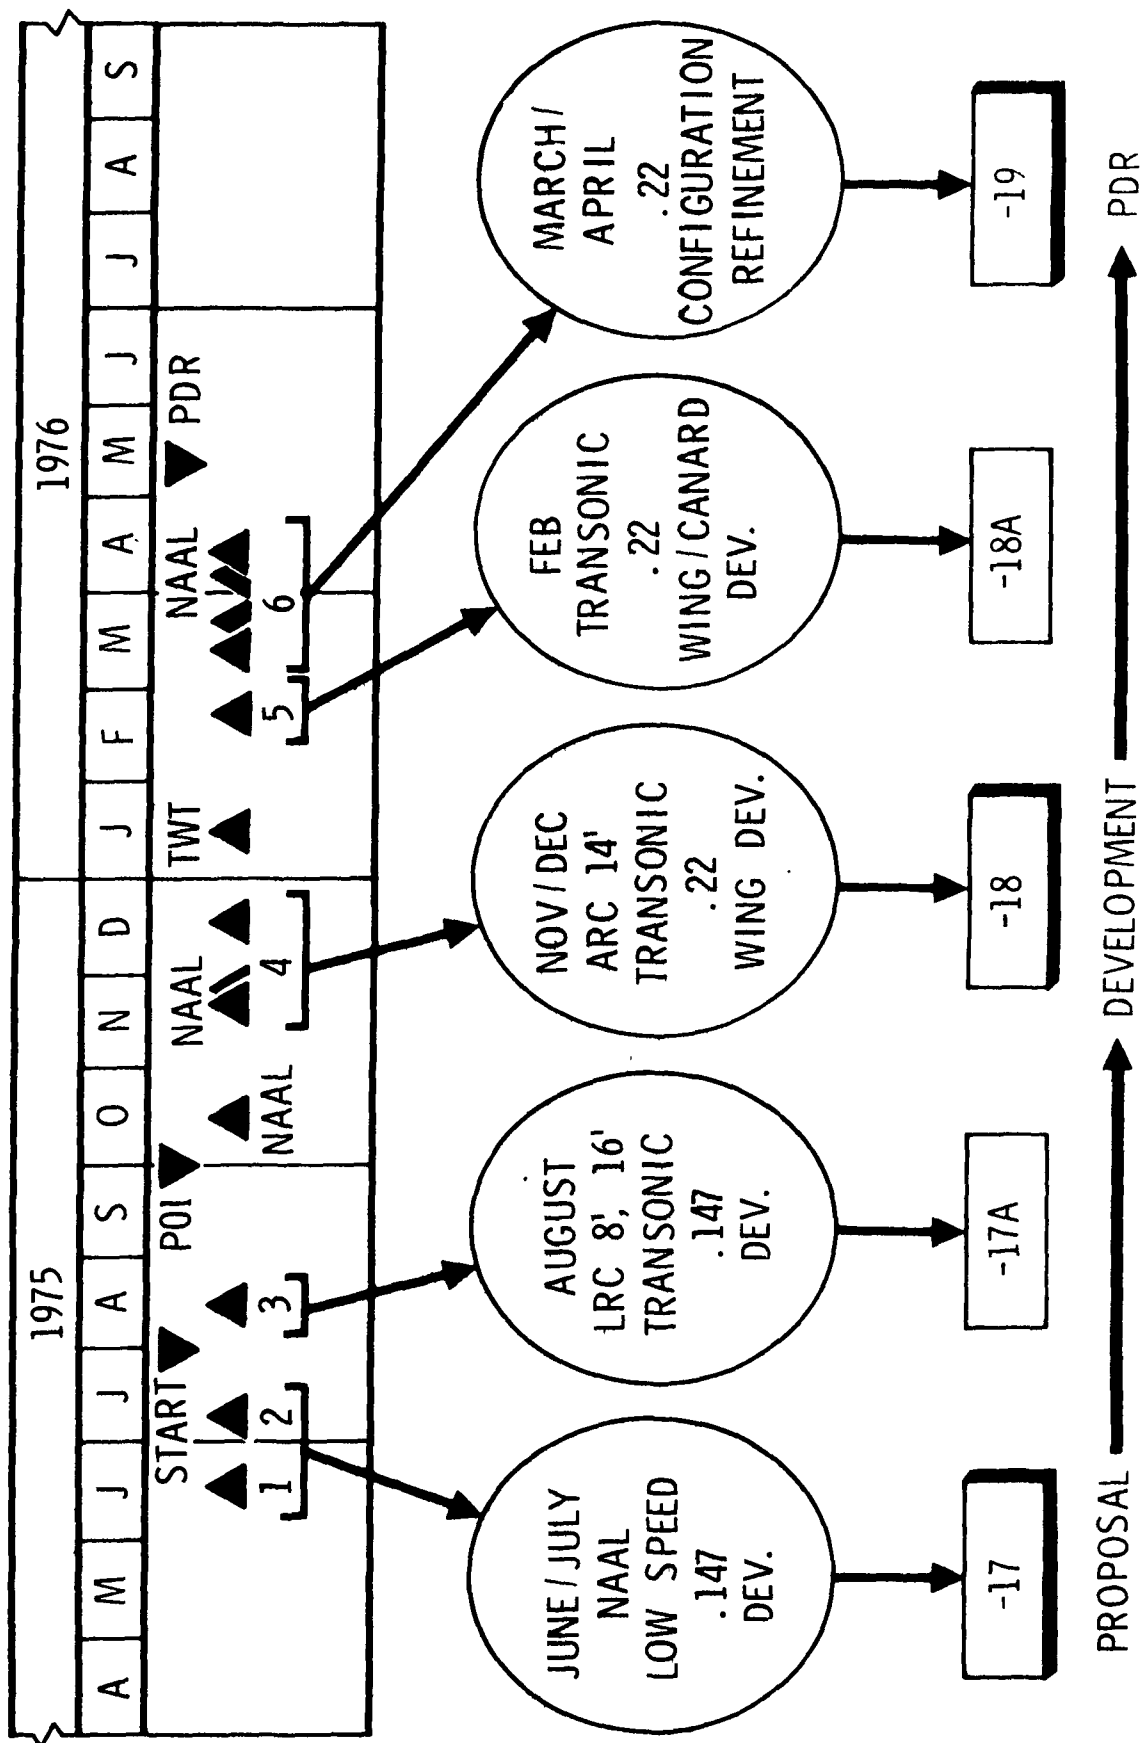 1975
1976
A M J J A S O N D J F M A M J J A S
START
POI
NAAL
TWT
NAAL
PDR
NAAL
1
2
3
4
5
6
JUNE/JULY
NAAL
LOW SPEED
.147
DEV.
AUGUST
LRC 8', 16'
TRANSONIC
.147
DEV.
NOV/DEC
ARC 14'
TRANSONIC
.22
WING DEV.
FEB
TRANSONIC
.22
WING/CANARD
DEV.
MARCH/
APRIL
.22
CONFIGURATION
REFINEMENT
-17
-17A
-18
-18A
-19
PROPOSAL
DEVELOPMENT
PDR